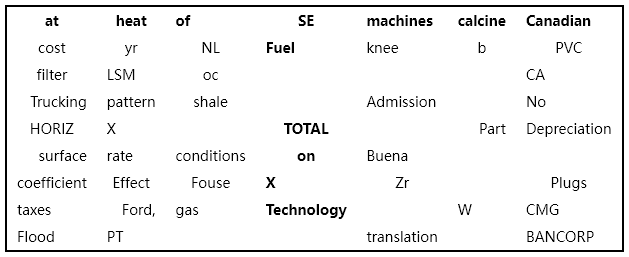 at heat of SE machines calcine Canadian
cost yr NL Fuel knee b PVC
filter LSM oc CA
Trucking pattern shale Admission No
HORIZ X TOTAL Part Depreciation
surface rate conditions on Buena
coefficient Effect Fouse X Zr Plugs
taxes Ford, gas Technology W CMG
Flood PT translation BANCORP